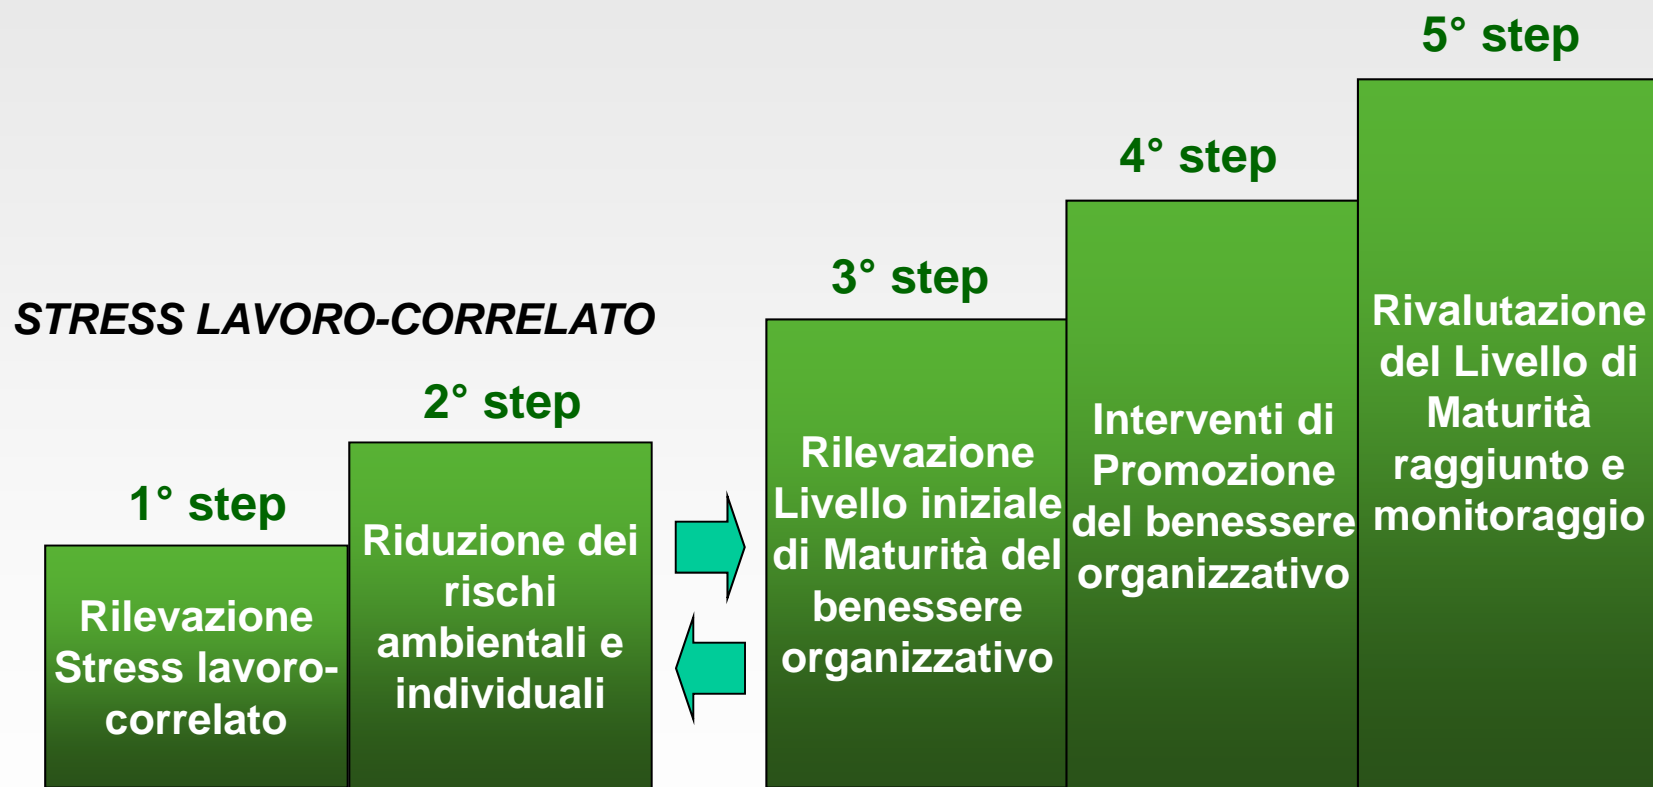 STRESS LAVORO-CORRELATO
1° step
Rilevazione
Stress lavoro-
correlato
2° step
Riduzione dei
rischi
ambientali e
individuali
3° step
Rilevazione
Livello iniziale
di Maturità del
benessere
organizzativo
4° step
Interventi di
Promozione
del benessere
organizzativo
5° step
Rivalutazione
del Livello di
Maturità
raggiunto e
monitoraggio